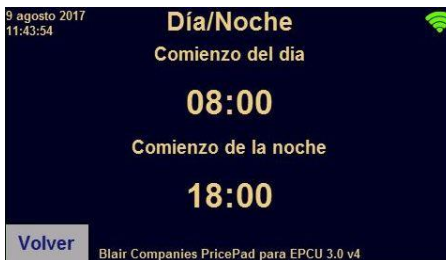 9 agosto 2017
11:43:54
Día/Noche
Comienzo del dia
08:00
Comienzo de la noche
18:00
Volver
Blair Companies PricePad para EPCU 3.0 v4